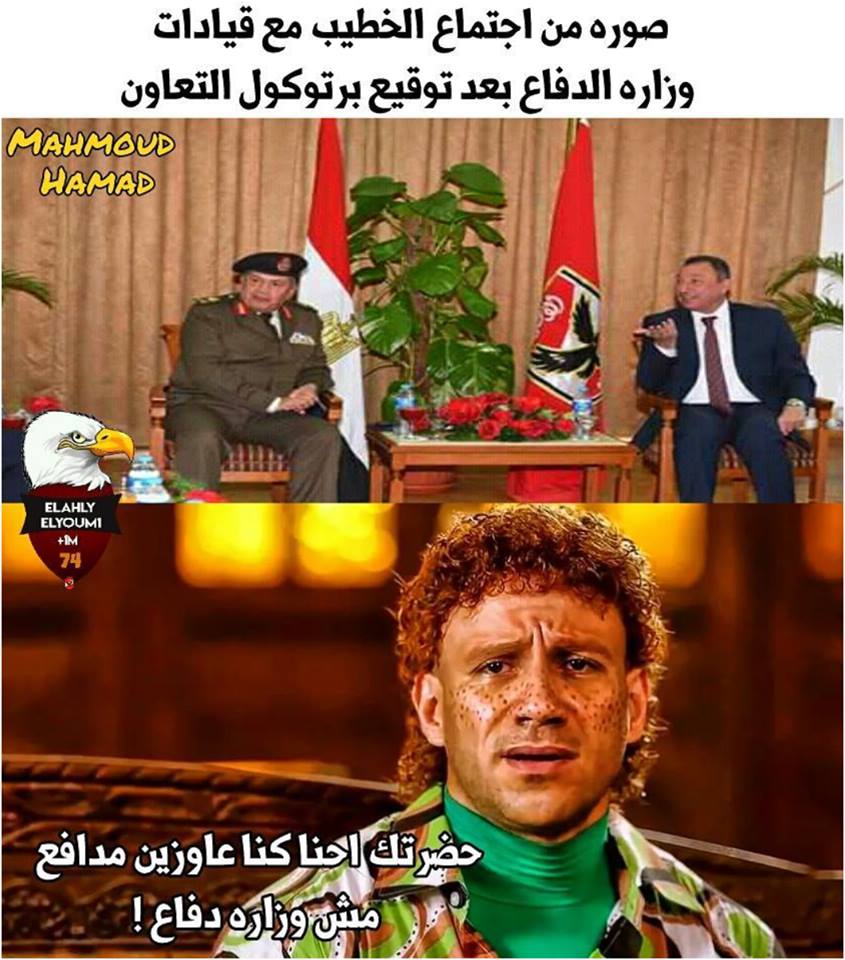 صوره من اجتماع الخطيب مع قيادات
وزاره الدفاع بعد توقيع برتوكول التعاون
MAHMOUD
HAMAD
ELAHLY
ELYOUM1
+1M
74
حضرتك احنا كنا عاوزين مدافع
مش وزاره دفاع !